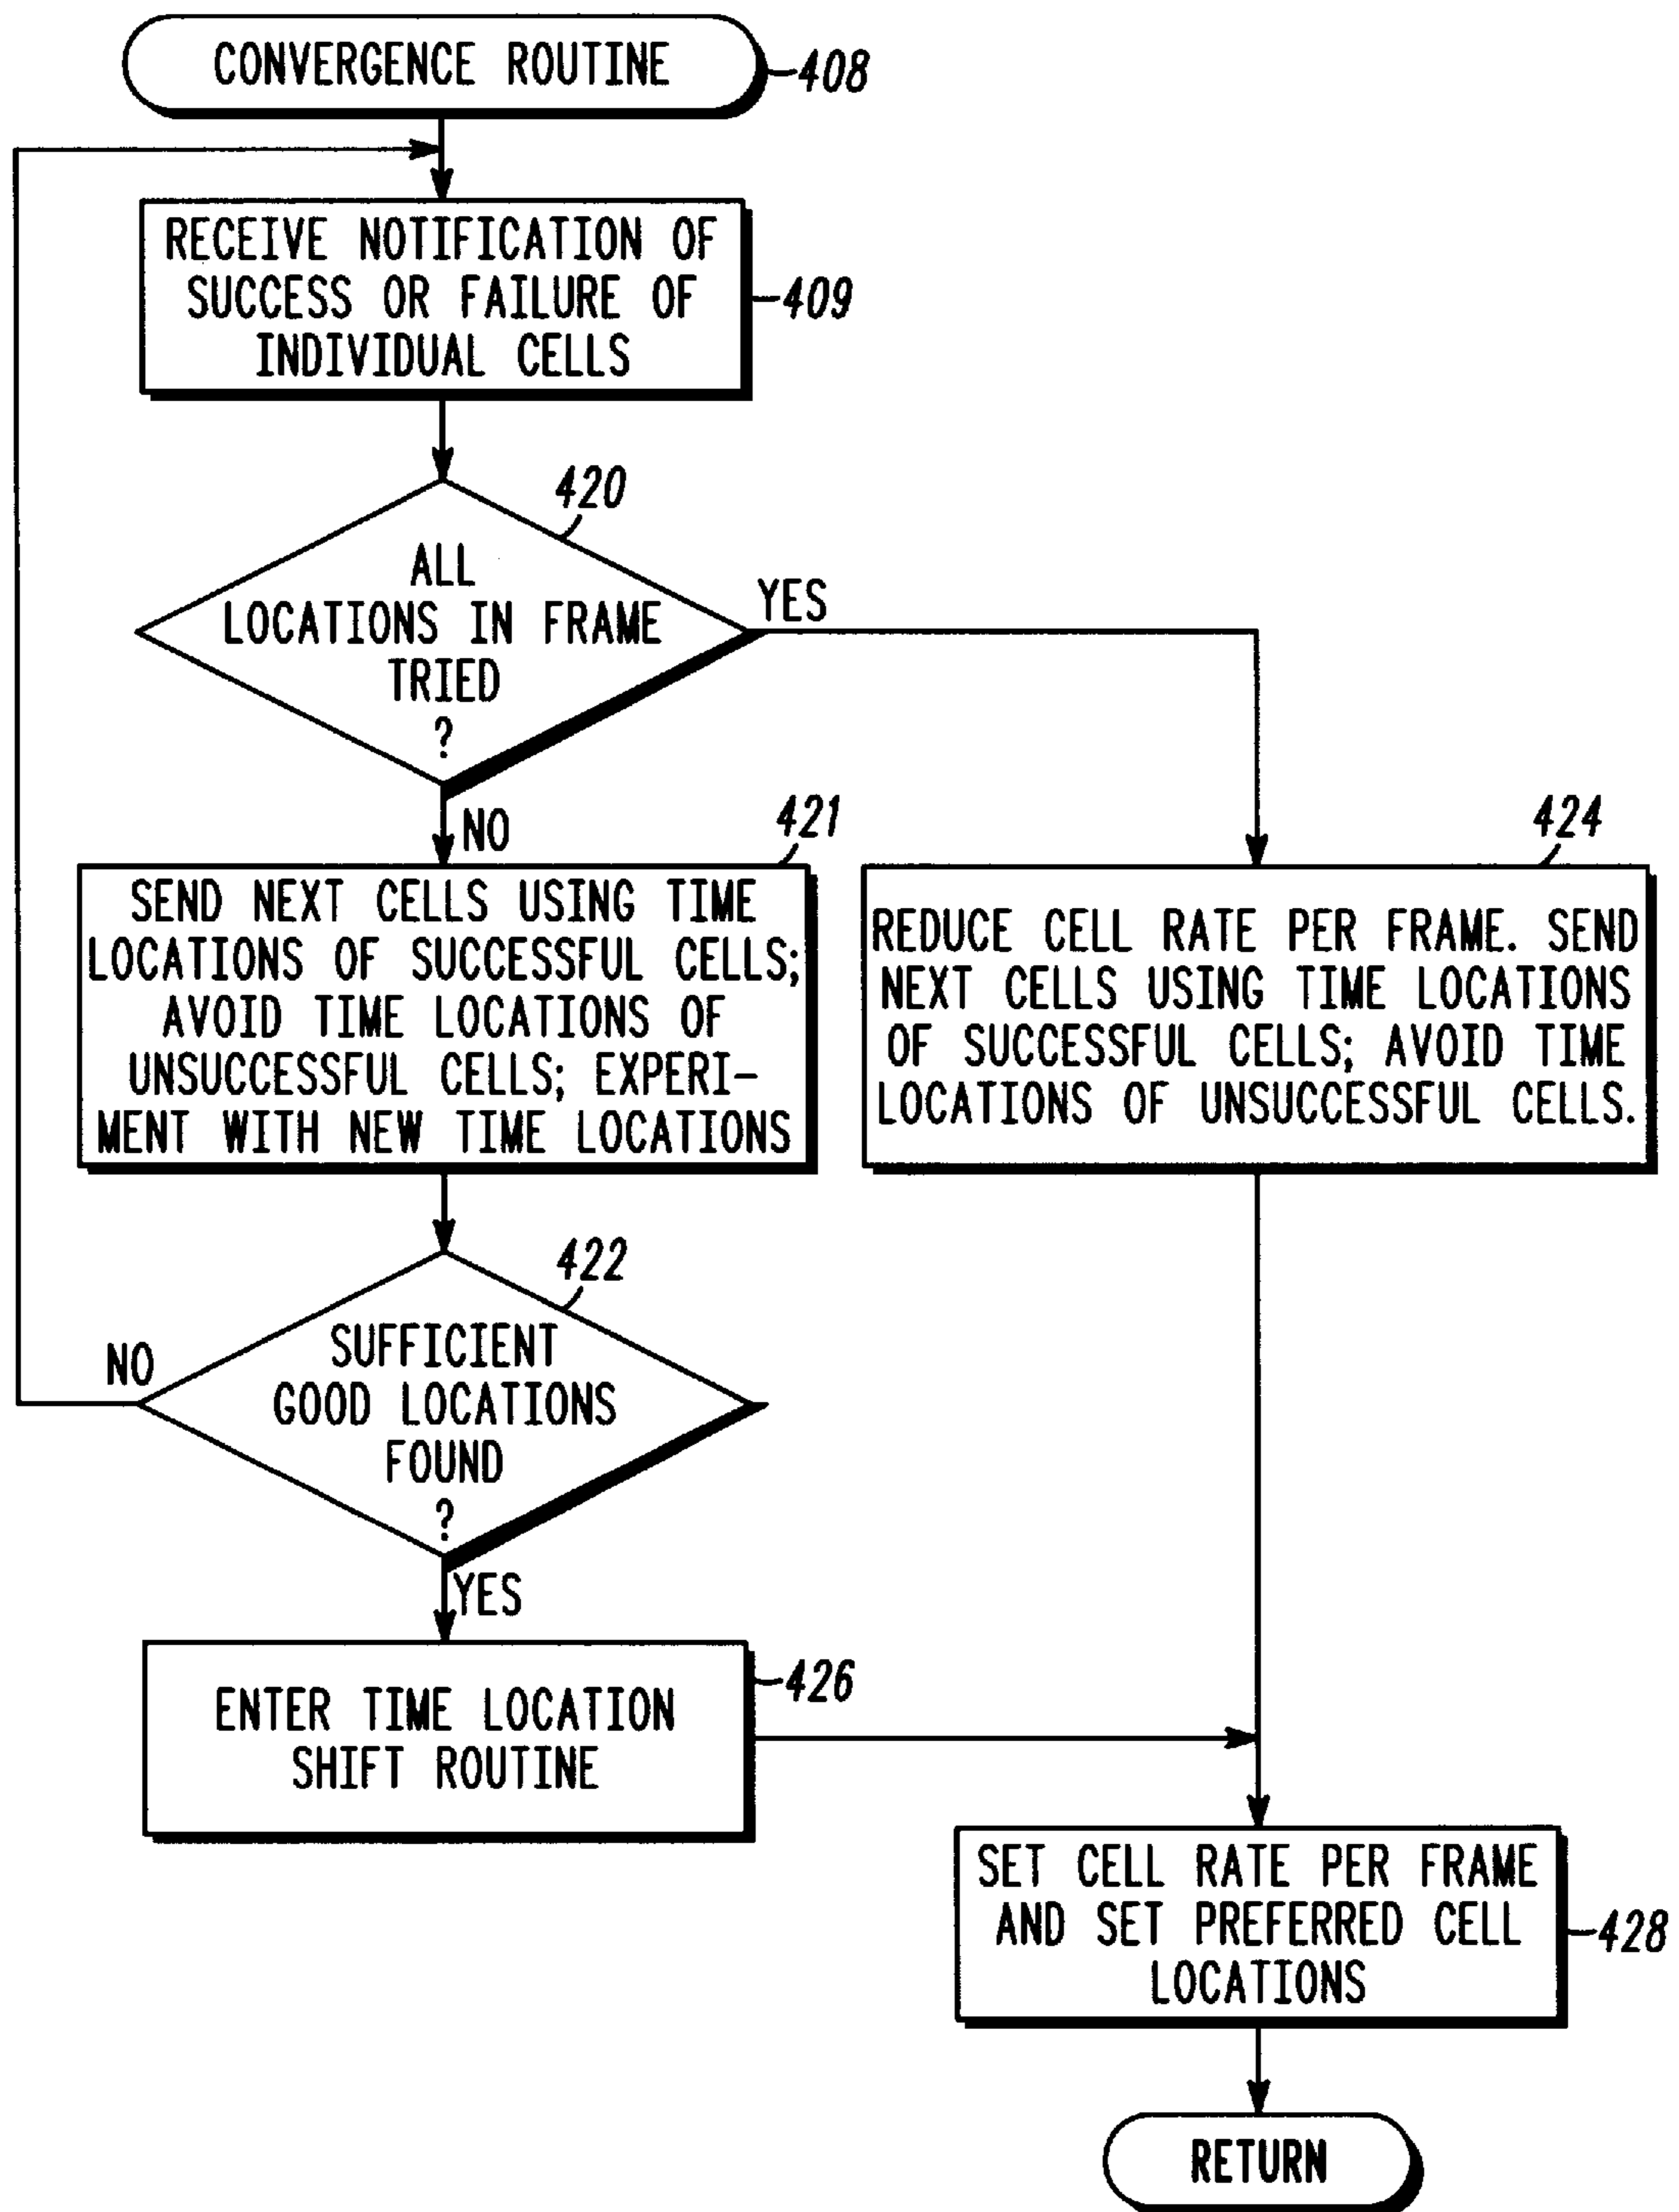 CONVERGENCE ROUTINE
408
RECEIVE NOTIFICATION OF
SUCCESS OR FAILURE OF
INDIVIDUAL CELLS
409
420
ALL
LOCATIONS IN FRAME
TRIED
?
YES
NO
421
SEND NEXT CELLS USING TIME
LOCATIONS OF SUCCESSFUL CELLS;
AVOID TIME LOCATIONS OF
UNSUCCESSFUL CELLS; EXPERI-
MENT WITH NEW TIME LOCATIONS
424
REDUCE CELL RATE PER FRAME. SEND
NEXT CELLS USING TIME LOCATIONS
OF SUCCESSFUL CELLS; AVOID TIME
LOCATIONS OF UNSUCCESSFUL CELLS.
422
SUFFICIENT
GOOD LOCATIONS
FOUND
?
NO
YES
ENTER TIME LOCATION
SHIFT ROUTINE
426
SET CELL RATE PER FRAME
AND SET PREFERRED CELL
LOCATIONS
428
RETURN